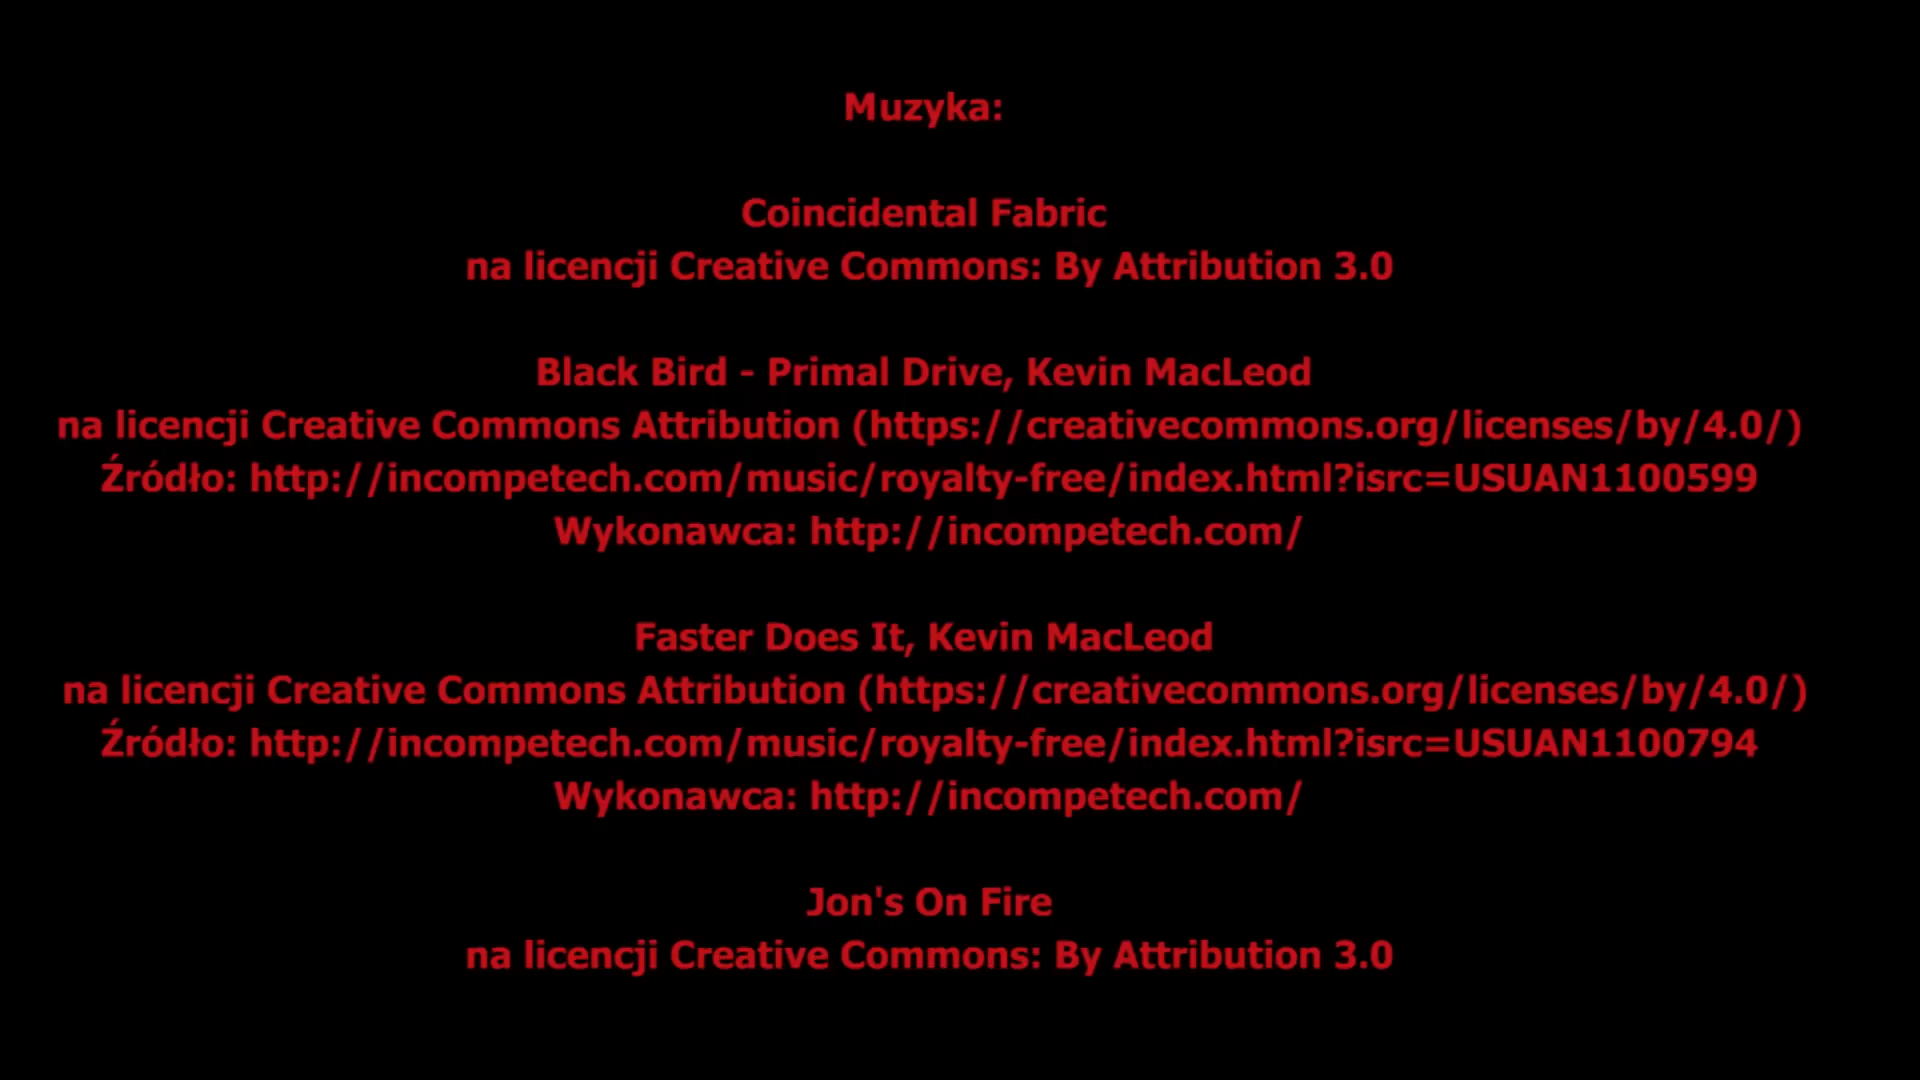 Muzyka:
Coincidental Fabric
na licencji Creative Commons: By Attribution 3.0
Black Bird - Primal Drive, Kevin MacLeod
na licencji Creative Commons Attribution (https://creativecommons.org/licenses/by/4.0/)
Źródło: http://incompetech.com/music/royalty-free/index.html?isrc=USUAN1100599
Wykonawca: http://incompetech.com/
Faster Does It, Kevin MacLeod
na licencji Creative Commons Attribution (https://creativecommons.org/licenses/by/4.0/)
Źródło: http://incompetech.com/music/royalty-free/index.html?isrc=USUAN1100794
Wykonawca: http://incompetech.com/
Jon's On Fire
na licencji Creative Commons: By Attribution 3.0